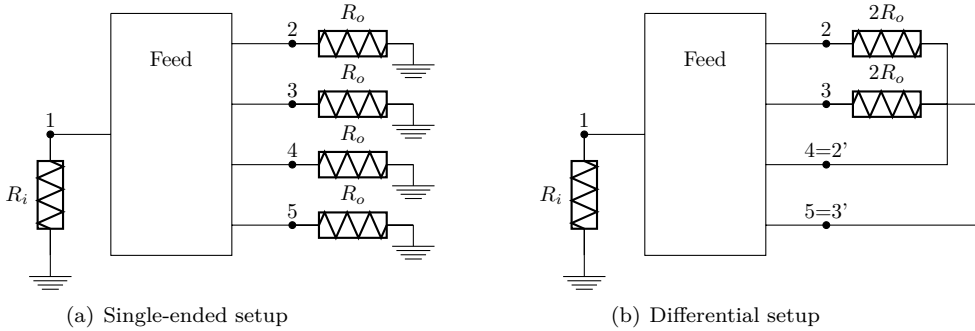 2
R_o
Feed
3
R_o
1
4
R_o
R_i
5
R_o
(a) Single-ended setup
2
2R_o
Feed
3
2R_o
1
4=2'
R_i
5=3'
(b) Differential setup